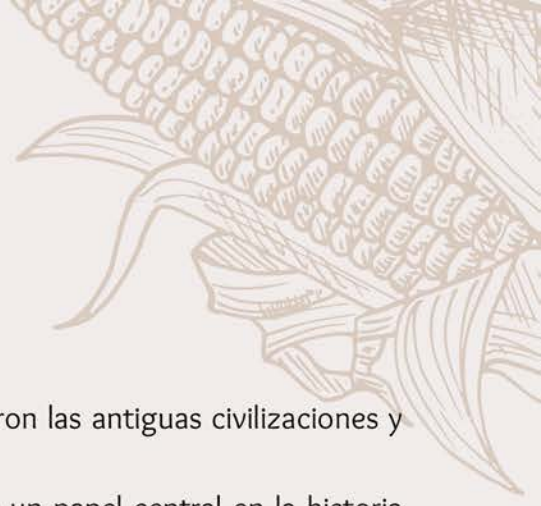 ron las antiguas civilizaciones y
un papel central en la historia